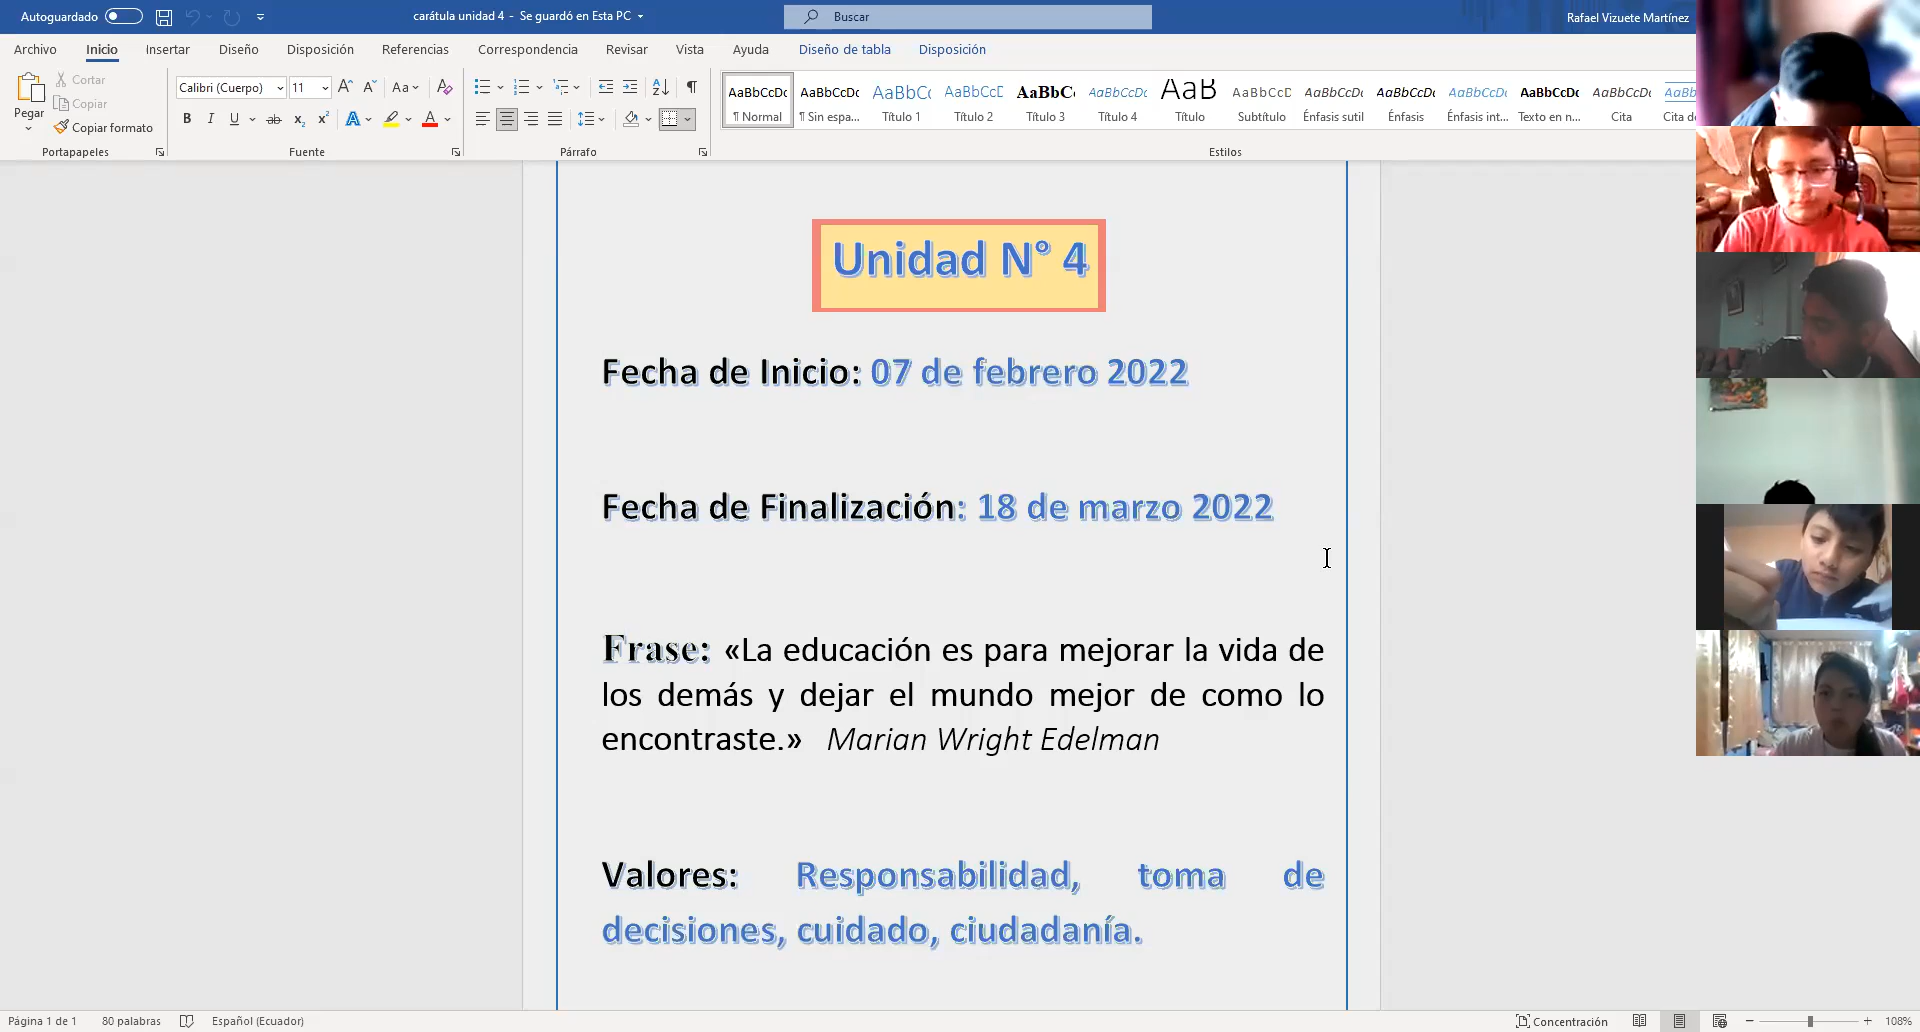 Autoguardado
carátula unidad 4 - Se guardó en Esta PC
Buscar
Rafael Vizuete Martínez
Archivo Inicio Insertar Diseño Disposición Referencias Correspondencia Revisar Vista Ayuda Diseño de tabla Disposición
Pegar
Cortar
Copiar
Copiar formato
Portapapeles
Calibri (Cuerpo) 11
Aa
N K S ab x₂ x²
Fuente
Párrafo
AaBbCcDc AaBbCcDc AaBbC AaBbCcD AaBbC AaBbCcDc AaB AaBbCcD AaBbCcDc AaBbCcDc AaBbCcDc AaBbCcDc AaBbCcDc
¶ Normal ¶ Sin espa... Título 1 Título 2 Título 3 Título 4 Título Subtítulo Énfasis sutil Énfasis Énfasis int... Texto en n... Cita
Estilos
Unidad N° 4
Fecha de Inicio: 07 de febrero 2022
Fecha de Finalización: 18 de marzo 2022
Frase: «La educación es para mejorar la vida de
los demás y dejar el mundo mejor de como lo
encontraste.» Marian Wright Edelman
Valores: Responsabilidad, toma de
decisiones, cuidado, ciudadanía.
Página 1 de 1 80 palabras Español (Ecuador) Concentración 108%